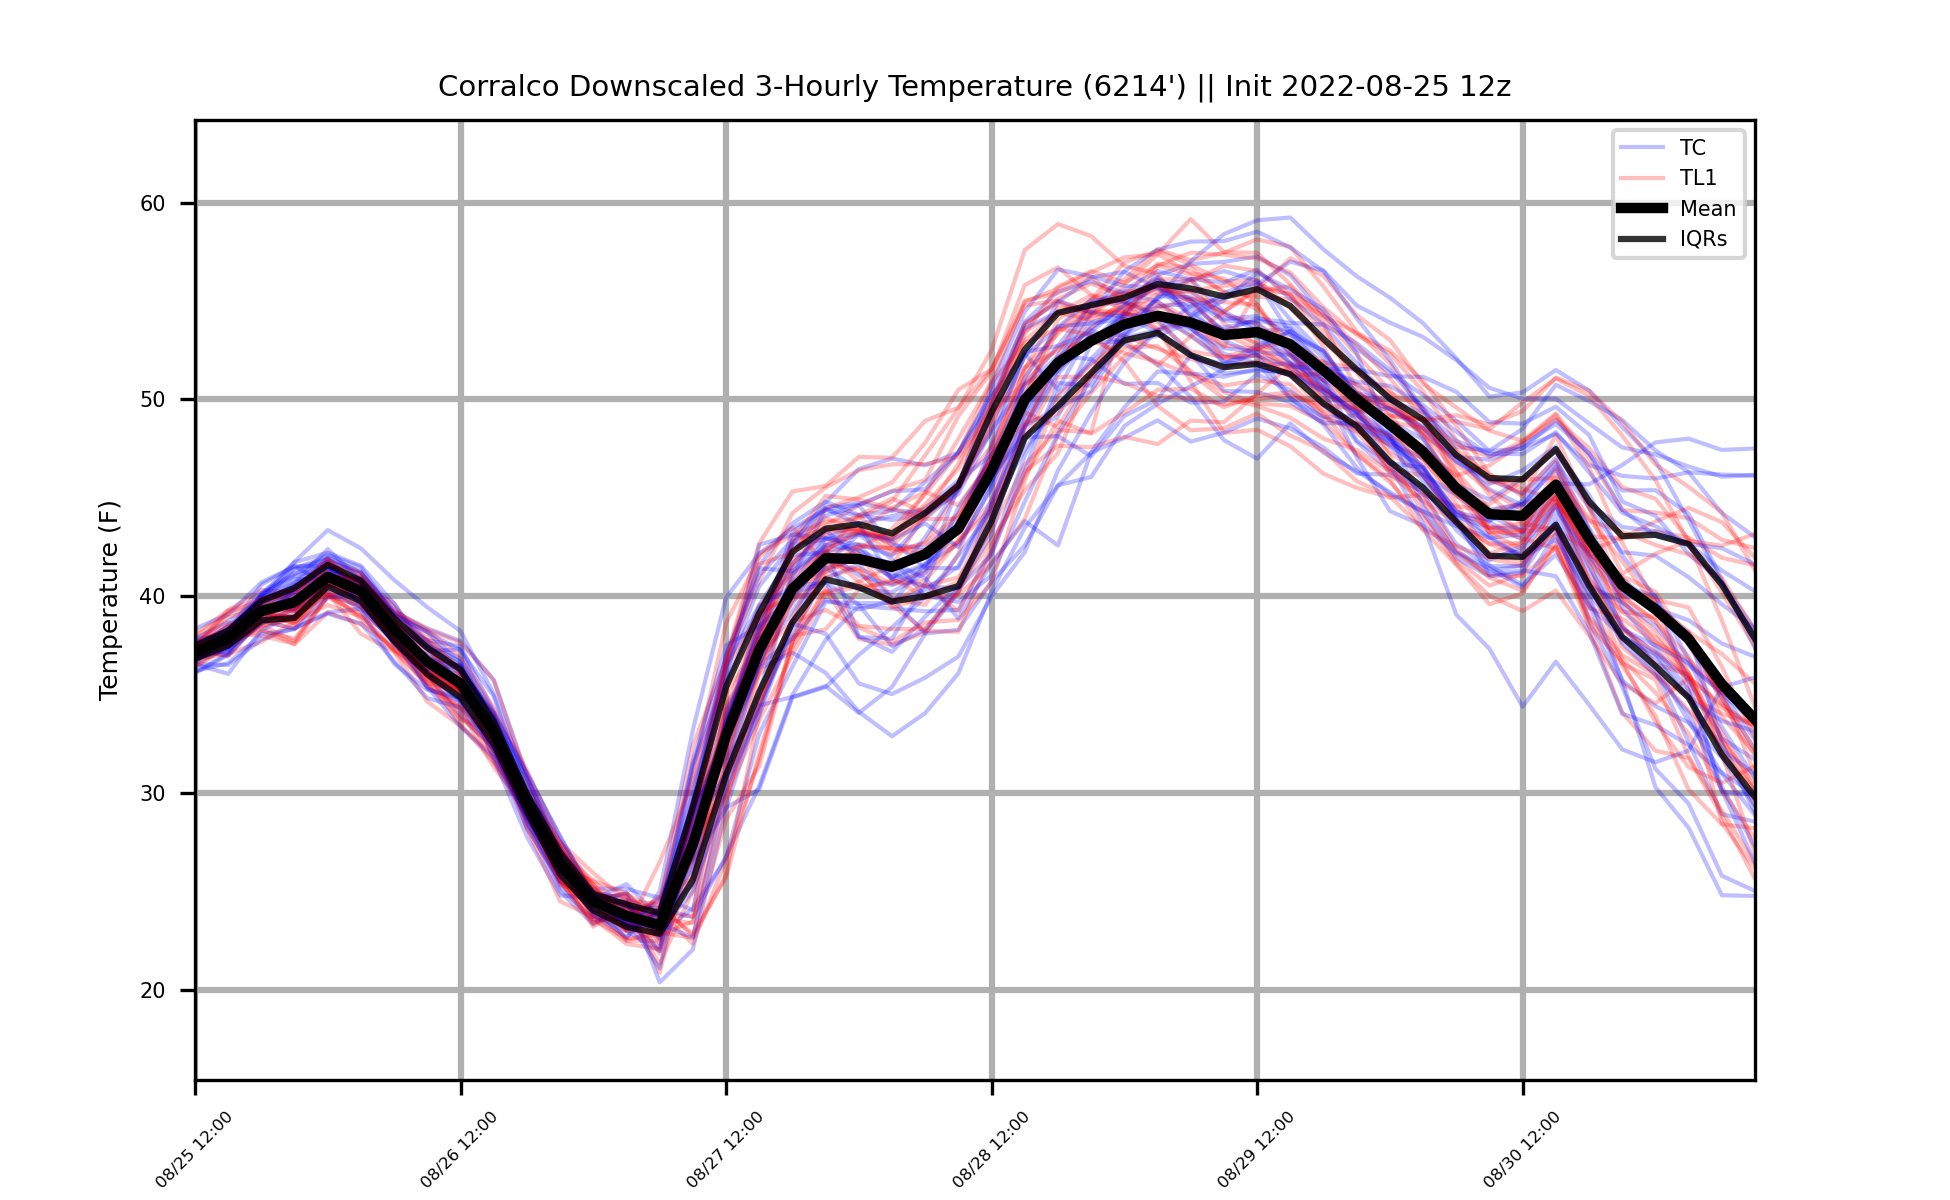 Corralco Downscaled 3-Hourly Temperature (6214') || Init 2022-08-25 12z
TC
TL1
Mean
IQRs
Temperature (F)
60
50
40
30
20
08/25 12:00
08/26 12:00
08/27 12:00
08/28 12:00
08/29 12:00
08/30 12:00